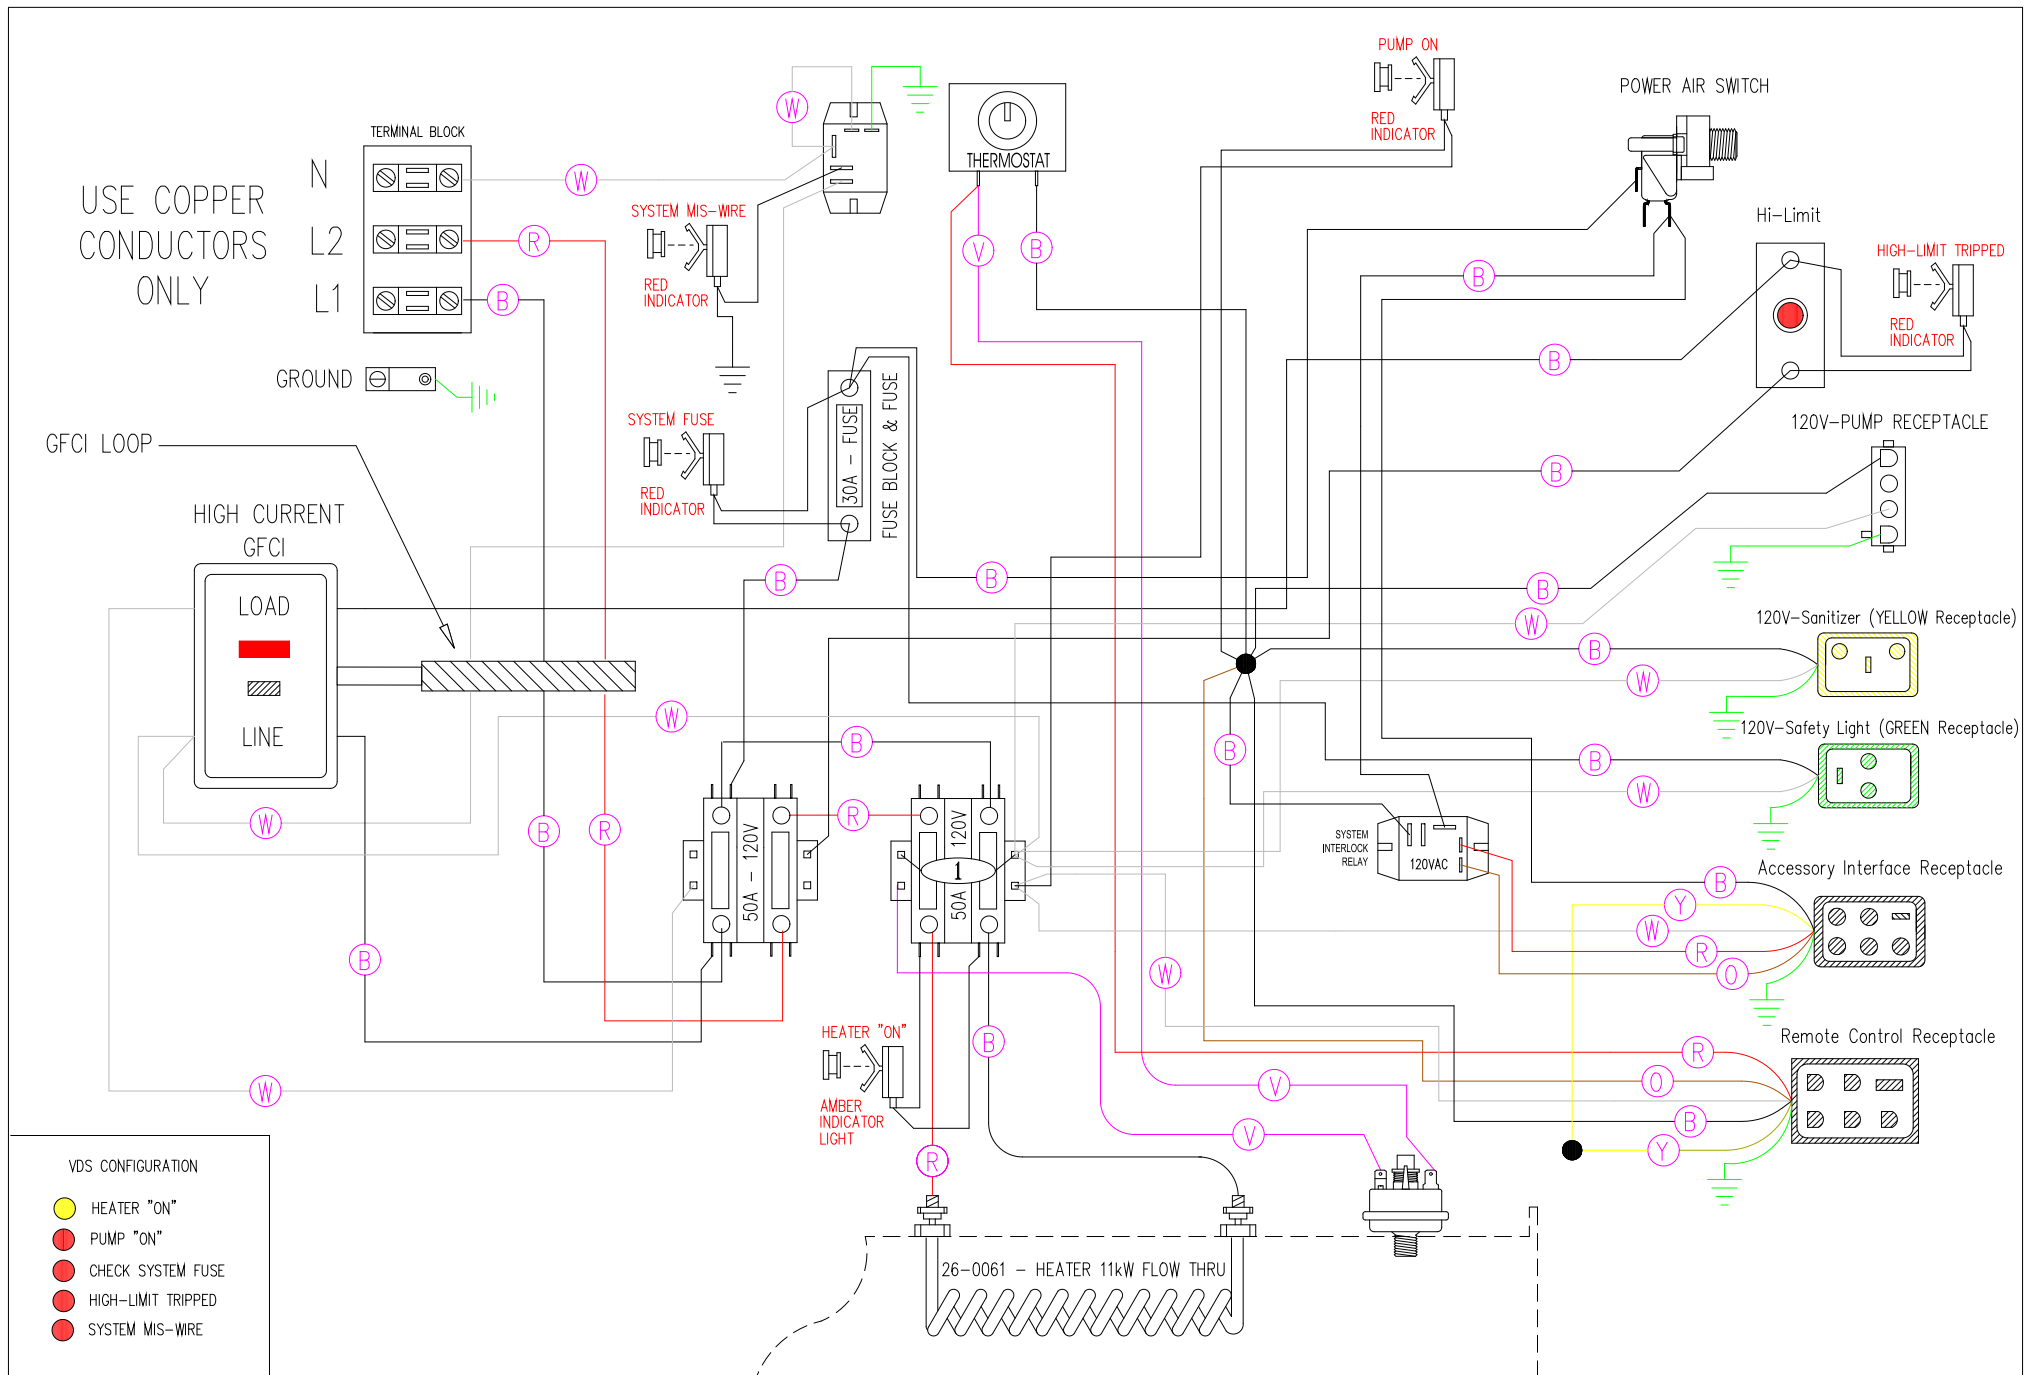 PUMP ON
POWER AIR SWITCH
W
RED
INDICATOR
TERMINAL BLOCK
THERMOSTAT
N
W
USE COPPER
CONDUCTORS
ONLY
SYSTEM MIS-WIRE
Hi-Limit
L2
R
V
B
HIGH-LIMIT TRIPPED
RED
INDICATOR
B
L1
B
RED
INDICATOR
B
GROUND
30A - FUSE
FUSE BLOCK & FUSE
SYSTEM FUSE
120V-PUMP RECEPTACLE
GFCI LOOP
B
RED
INDICATOR
HIGH CURRENT
GFCI
B
B
B
LOAD
W
120V-Sanitizer (YELLOW Receptacle)
B
W
LINE
W
B
B
120V-Safety Light (GREEN Receptacle)
B
W
W
B
R
R
50A - 120V
50A
120V
1
SYSTEM
INTERLOCK
RELAY
120VAC
Accessory Interface Receptacle
B
Y
W
R
O
B
W
HEATER "ON"
B
Remote Control Receptacle
R
O
V
W
AMBER
INDICATOR
LIGHT
B
V
R
Y
VDS CONFIGURATION
HEATER "ON"
PUMP "ON"
CHECK SYSTEM FUSE
HIGH-LIMIT TRIPPED
SYSTEM MIS-WIRE
26-0061 - HEATER 11kW FLOW THRU